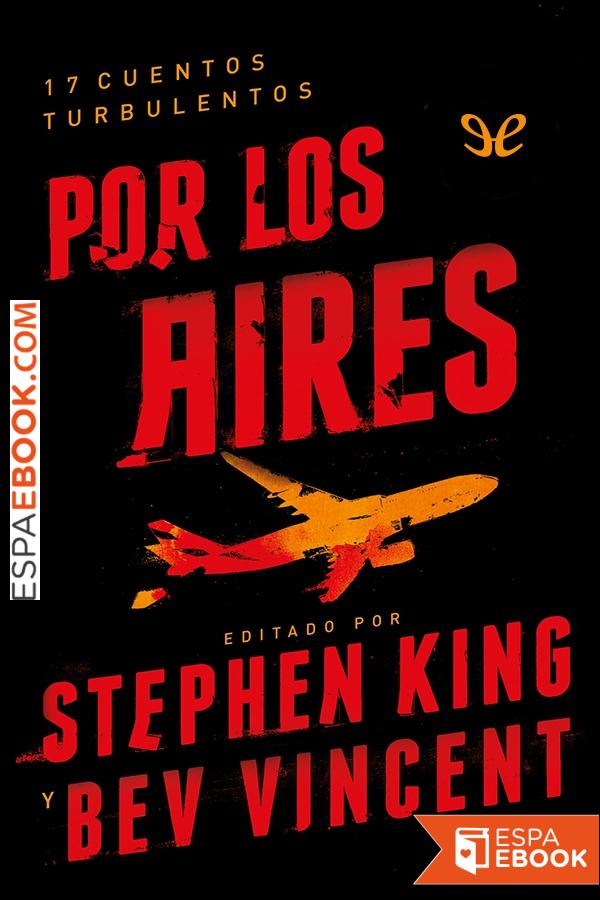 17 CUENTOS
TURBULENTOS
POR LOS
AIRES
ESPAEBOOK.COM
EDITADO POR
STEPHEN KING
Y BEV VINCENT
ESPA
EBOOK